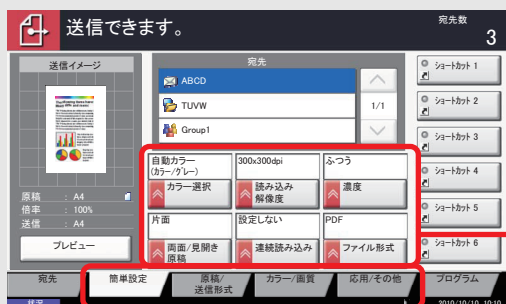 送信できます。
宛先数
3
送信イメージ
宛先
ABCD
TUVW
1/1
Group1
ショートカット 1
ショートカット 2
ショートカット 3
ショートカット 4
ショートカット 5
ショートカット 6
原稿 : A4
倍率 : 100%
送信 : A4
プレビュー
自動カラー
(カラー/グレー)
カラー選択
300x300dpi
読み込み
解像度
ふつう
濃度
片面
両面/見開き
原稿
設定しない
連続読み込み
PDF
ファイル形式
宛先
簡単設定
原稿/
送信形式
カラー/画質
応用/その他
プログラム
状況
2010/10/10 10:10